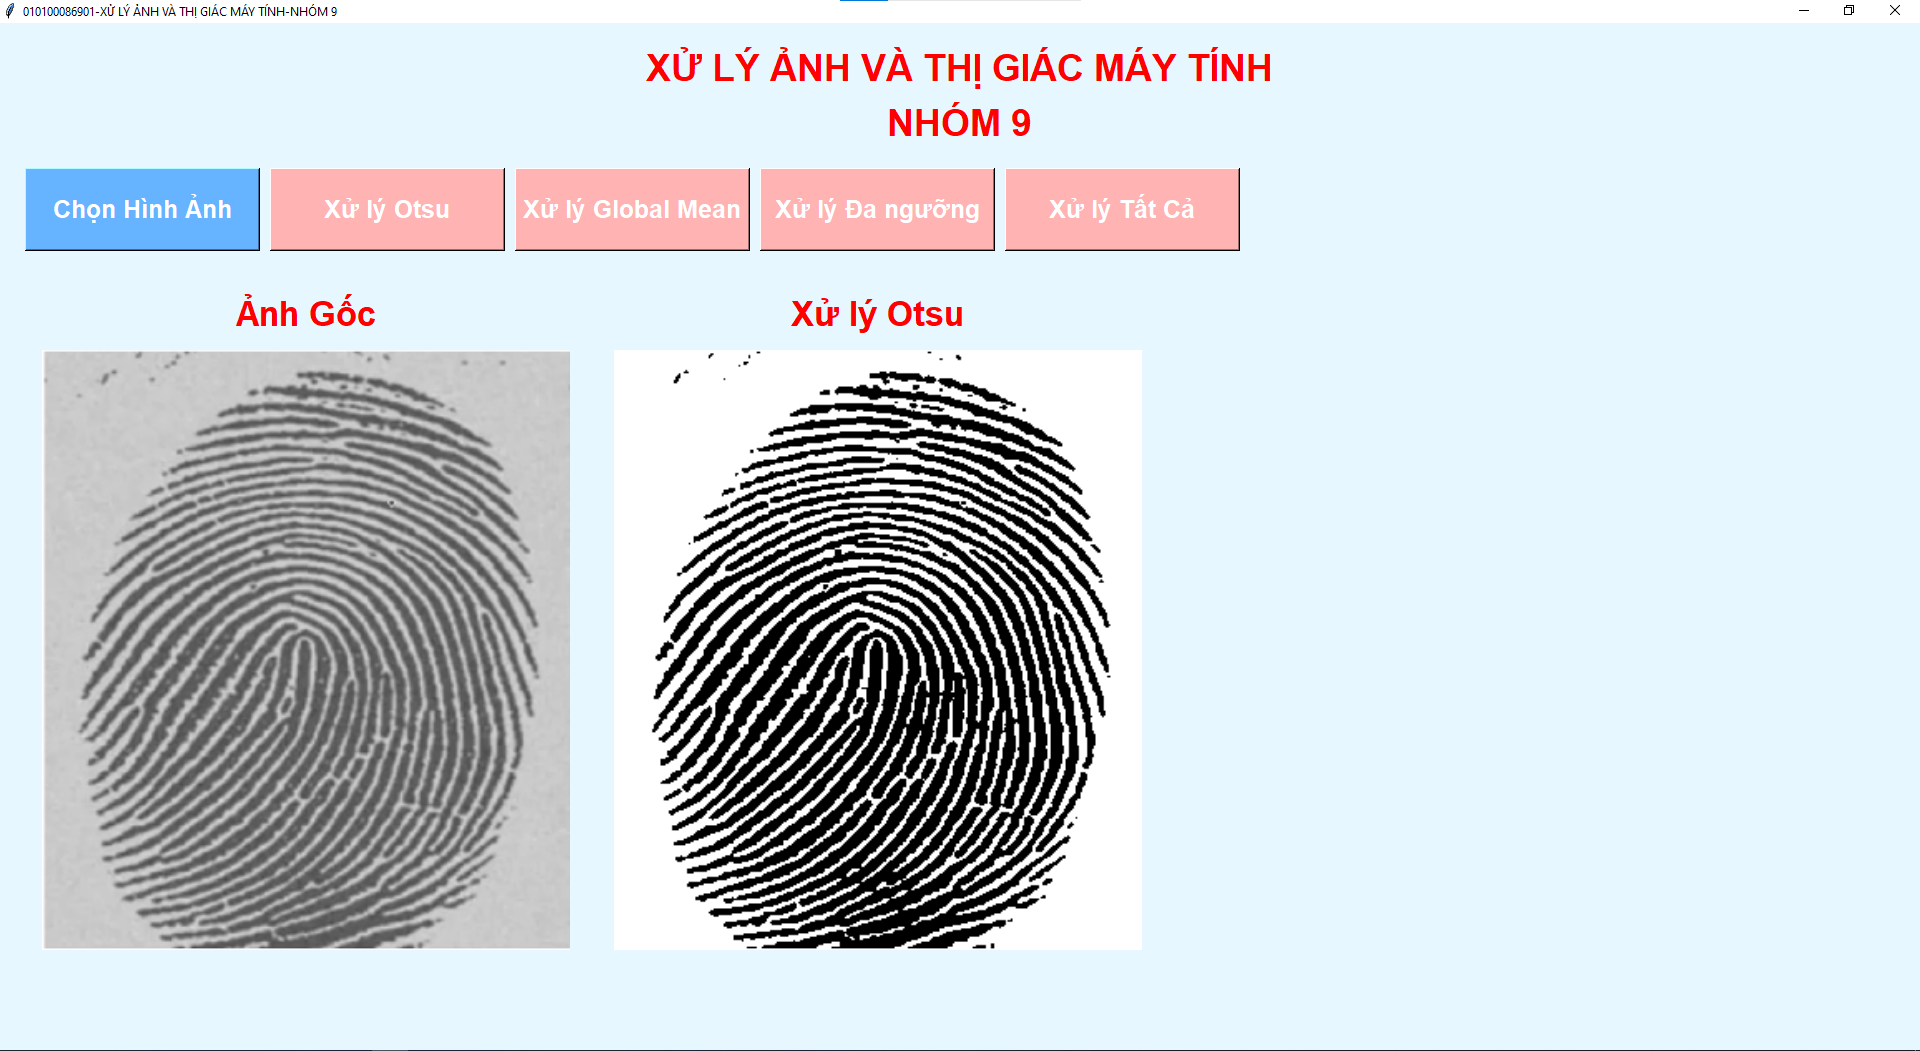 010100086901-XỬ LÝ ẢNH VÀ THỊ GIÁC MÁY TÍNH-NHÓM 9
XỬ LÝ ẢNH VÀ THỊ GIÁC MÁY TÍNH
NHÓM 9
Chọn Hình Ảnh
Xử lý Otsu
Xử lý Global Mean
Xử lý Đa ngưỡng
Xử lý Tất Cả
Ảnh Gốc
Xử lý Otsu